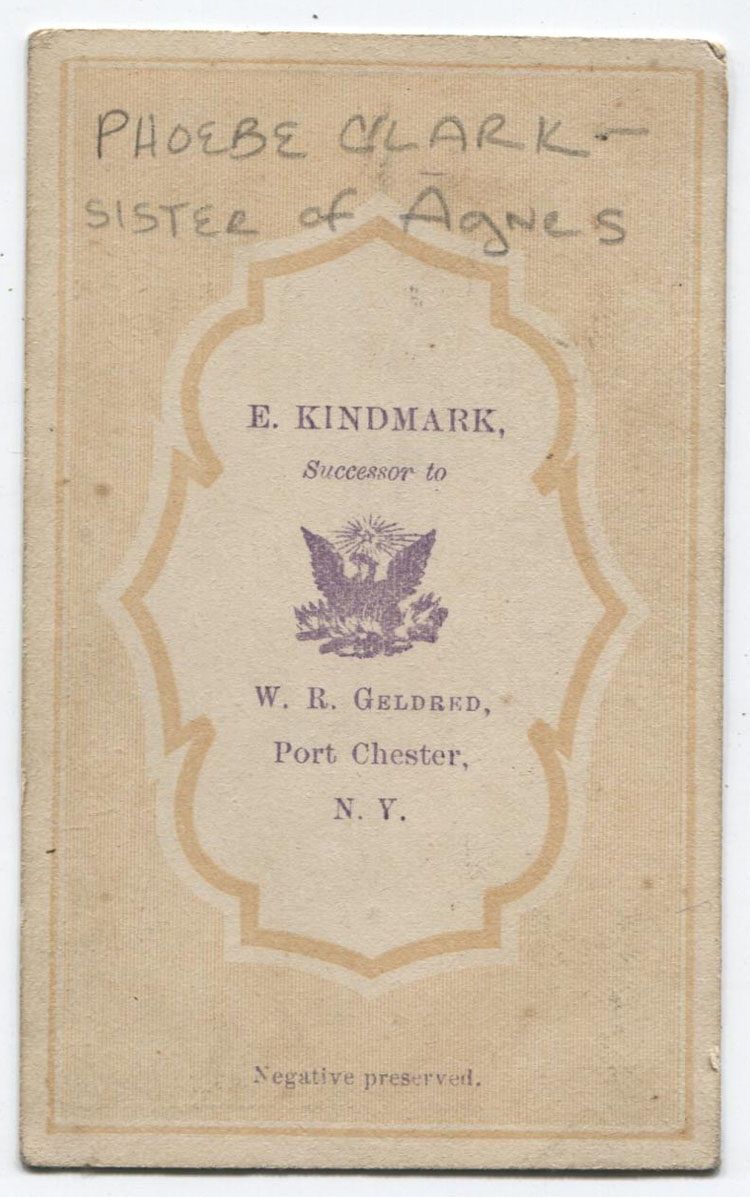 PHOEBE CLARK-
SISTER of Agnes
E. KINDMARK,
Successor to
W. R. GELDRED,
Port Chester,
N. Y.
Negative preserved.